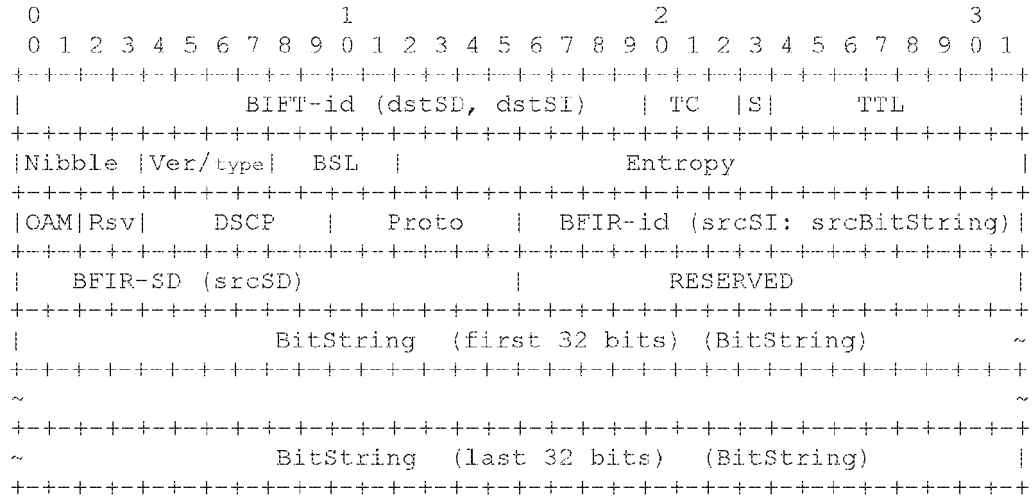 0                   1                   2                   3
 0 1 2 3 4 5 6 7 8 9 0 1 2 3 4 5 6 7 8 9 0 1 2 3 4 5 6 7 8 9 0 1
+-+-+-+-+-+-+-+-+-+-+-+-+-+-+-+-+-+-+-+-+-+-+-+-+-+-+-+-+-+-+-+-+
|              BIFT-id (dstSD, dstSI)   | TC  |S|     TTL       |
+-+-+-+-+-+-+-+-+-+-+-+-+-+-+-+-+-+-+-+-+-+-+-+-+-+-+-+-+-+-+-+-+
|Nibble |Ver/type|  BSL  |              Entropy                  |
+-+-+-+-+-+-+-+-+-+-+-+-+-+-+-+-+-+-+-+-+-+-+-+-+-+-+-+-+-+-+-+-+
|OAM|Rsv|    DSCP   |   Proto   |  BFIR-id (srcSI: srcBitString)|
+-+-+-+-+-+-+-+-+-+-+-+-+-+-+-+-+-+-+-+-+-+-+-+-+-+-+-+-+-+-+-+-+
|   BFIR-SD (srcSD)             |         RESERVED              |
+-+-+-+-+-+-+-+-+-+-+-+-+-+-+-+-+-+-+-+-+-+-+-+-+-+-+-+-+-+-+-+-+
|                BitString  (first 32 bits) (BitString)         ~
+-+-+-+-+-+-+-+-+-+-+-+-+-+-+-+-+-+-+-+-+-+-+-+-+-+-+-+-+-+-+-+-+
~                                                               ~
+-+-+-+-+-+-+-+-+-+-+-+-+-+-+-+-+-+-+-+-+-+-+-+-+-+-+-+-+-+-+-+-+
~                BitString  (last 32 bits)  (BitString)         |
+-+-+-+-+-+-+-+-+-+-+-+-+-+-+-+-+-+-+-+-+-+-+-+-+-+-+-+-+-+-+-+-+